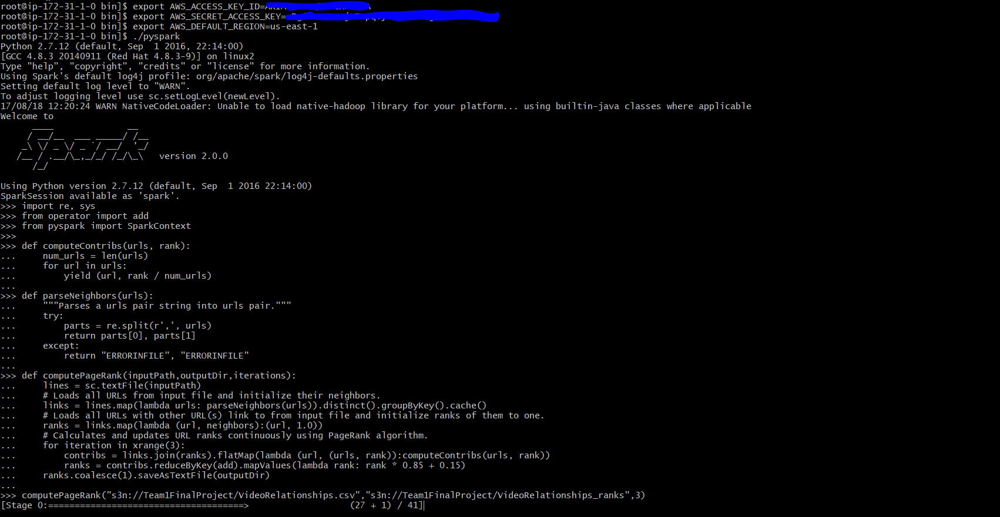 root@ip-172-31-1-0 bin]$ export AWS_ACCESS_KEY_ID=
root@ip-172-31-1-0 bin]$ export AWS_SECRET_ACCESS_KEY=
root@ip-172-31-1-0 bin]$ export AWS_DEFAULT_REGION=us-east-1
root@ip-172-31-1-0 bin]$ ./pyspark
Python 2.7.12 (default, Sep  1 2016, 22:14:00)
[GCC 4.8.3 20140911 (Red Hat 4.8.3-9)] on linux2
Type "help", "copyright", "credits" or "license" for more information.
Using Spark's default log4j profile: org/apache/spark/log4j-defaults.properties
Setting default log level to "WARN".
To adjust logging level use sc.setLogLevel(newLevel).
17/08/18 12:20:24 WARN NativeCodeLoader: Unable to load native-hadoop library for your platform... using builtin-java classes where applicable
Welcome to
Spark version 2.0.0
Using Python version 2.7.12 (default, Sep  1 2016 22:14:00)
SparkSession available as 'spark'.
>>> import re, sys
>>> from operator import add
>>> from pyspark import SparkContext
>>>
>>> def computeContribs(urls, rank):
...     num_urls = len(urls)
...     for url in urls:
...         yield (url, rank / num_urls)
...
>>> def parseNeighbors(urls):
...     """Parses a urls pair string into urls pair."""
...     try:
...         parts = re.split(r',', urls)
...         return parts[0], parts[1]
...     except:
...         return "ERRORINFILE", "ERRORINFILE"
...
>>> def computePageRank(inputPath,outputDir,iterations):
...     lines = sc.textFile(inputPath)
...     # Loads all URLs from input file and initialize their neighbors.
...     links = lines.map(lambda urls: parseNeighbors(urls)).distinct().groupByKey().cache()
...     # Loads all URLs with other URL(s) link to from input file and initialize ranks of them to one.
...     ranks = links.map(lambda (url, neighbors):(url, 1.0))
...     # Calculates and updates URL ranks continuously using PageRank algorithm.
...     for iteration in xrange(3):
...         contribs = links.join(ranks).flatMap(lambda (url, (urls, rank)):computeContribs(urls, rank))
...         ranks = contribs.reduceByKey(add).mapValues(lambda rank: rank * 0.85 + 0.15)
...     ranks.coalesce(1).saveAsTextFile(outputDir)
...
>>> computePageRank("s3n://Team1FinalProject/VideoRelationships.csv","s3n://Team1FinalProject/VideoRelationships_ranks",3)
[Stage 0:=====================================>                   (27 + 1) / 41]